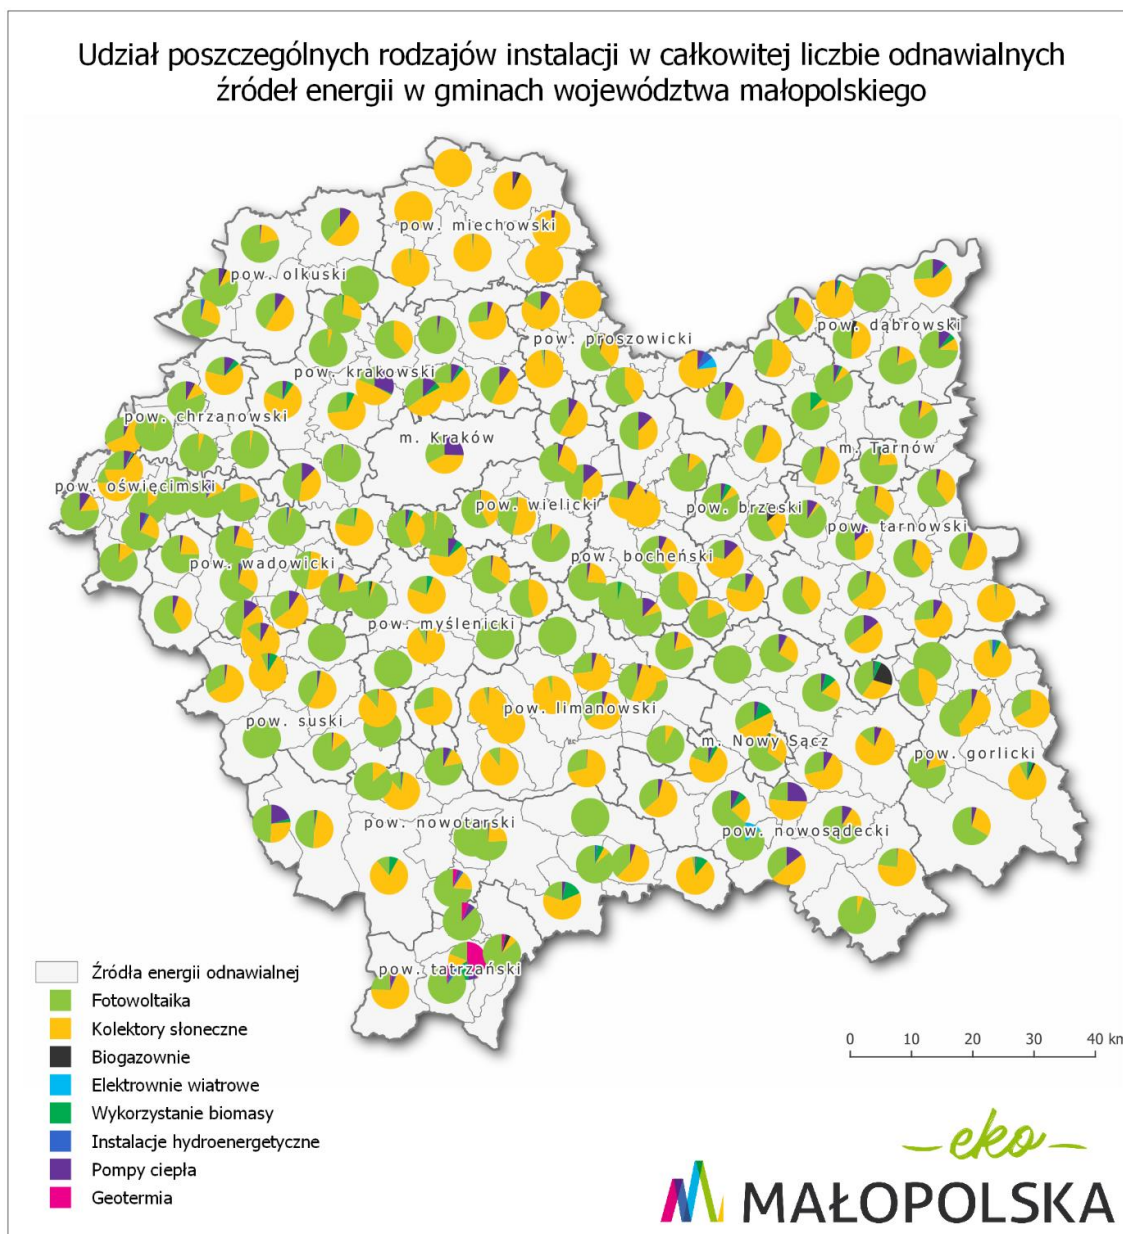 Udział poszczególnych rodzajów instalacji w całkowitej liczbie odnawialnych
źródeł energii w gminach województwa małopolskiego
pow. miechowski
pow. olkuski
pow. dąbrowski
pow. proszowicki
pow. krakowski
pow. chrzanowski
m. Kraków
m. Tarnów
pow. oświęcimski
pow. wielicki
pow. brzeski
pow. tarnowski
pow. bocheński
pow. wadowicki
pow. myślenicki
pow. limanowski
pow. suski
m. Nowy Sącz
pow. gorlicki
pow. nowotarski
pow. nowosądecki
pow. tatrzański
Źródła energii odnawialnej
Fotowoltaika
Kolektory słoneczne
Biogazownie
Elektrownie wiatrowe
Wykorzystanie biomasy
Instalacje hydroenergetyczne
Pompy ciepła
Geotermia
0 10 20 30 40 km
eko
MAŁOPOLSKA